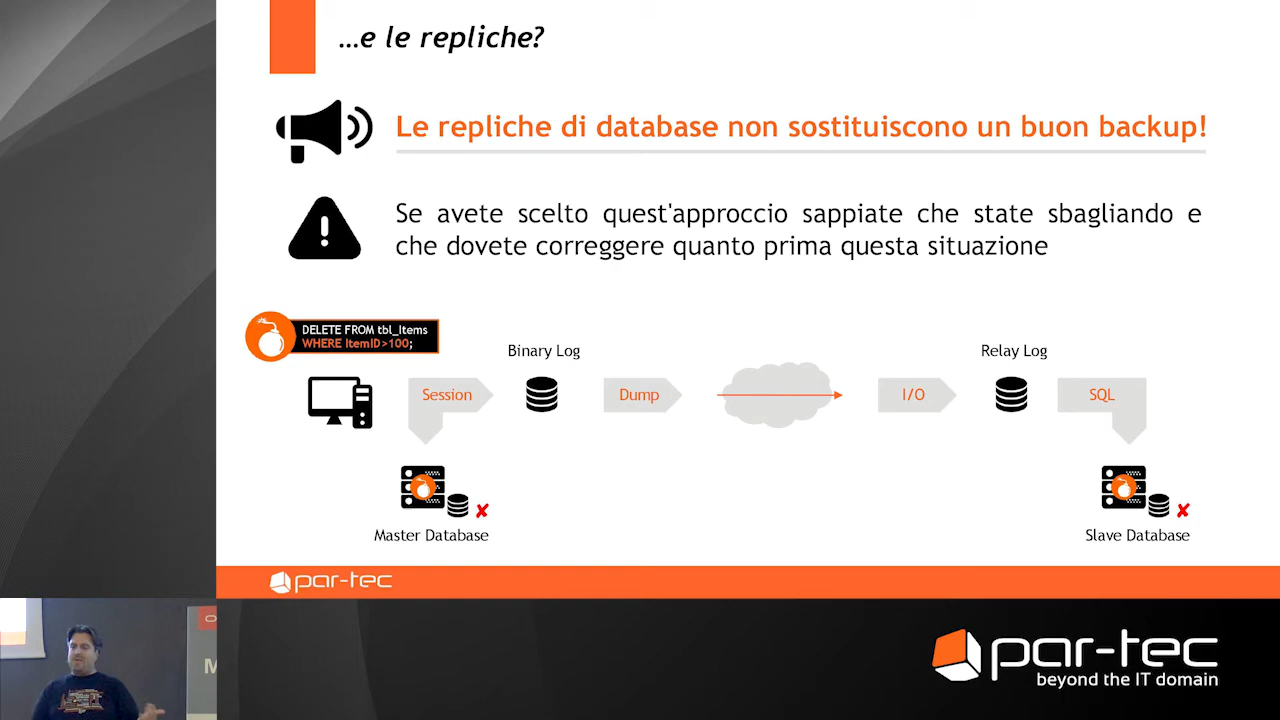 …e le repliche?
Le repliche di database non sostituiscono un buon backup!
Se avete scelto quest'approccio sappiate che state sbagliando e
che dovete correggere quanto prima questa situazione
DELETE FROM tbl_Items
WHERE ItemID>100;
Binary Log
Relay Log
Session
Dump
I/O
SQL
Master Database
Slave Database
par-tec
par-tec
beyond the IT domain